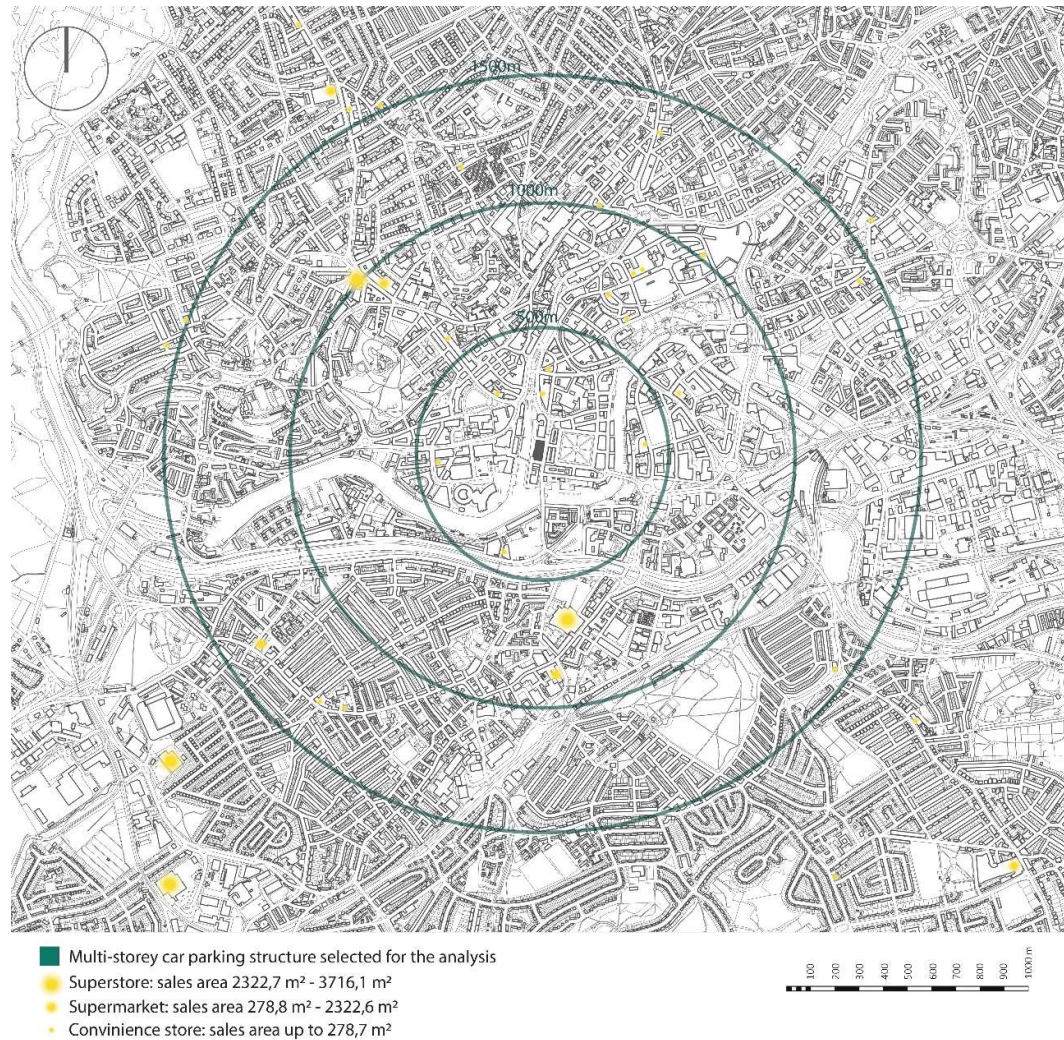 1500m
1000m
500m
Multi-storey car parking structure selected for the analysis
Superstore: sales area 2322,7 m² - 3716,1 m²
Supermarket: sales area 278,8 m² - 2322,6 m²
Convinience store: sales area up to 278,7 m²
100 200 300 400 500 600 700 800 900 1000 m